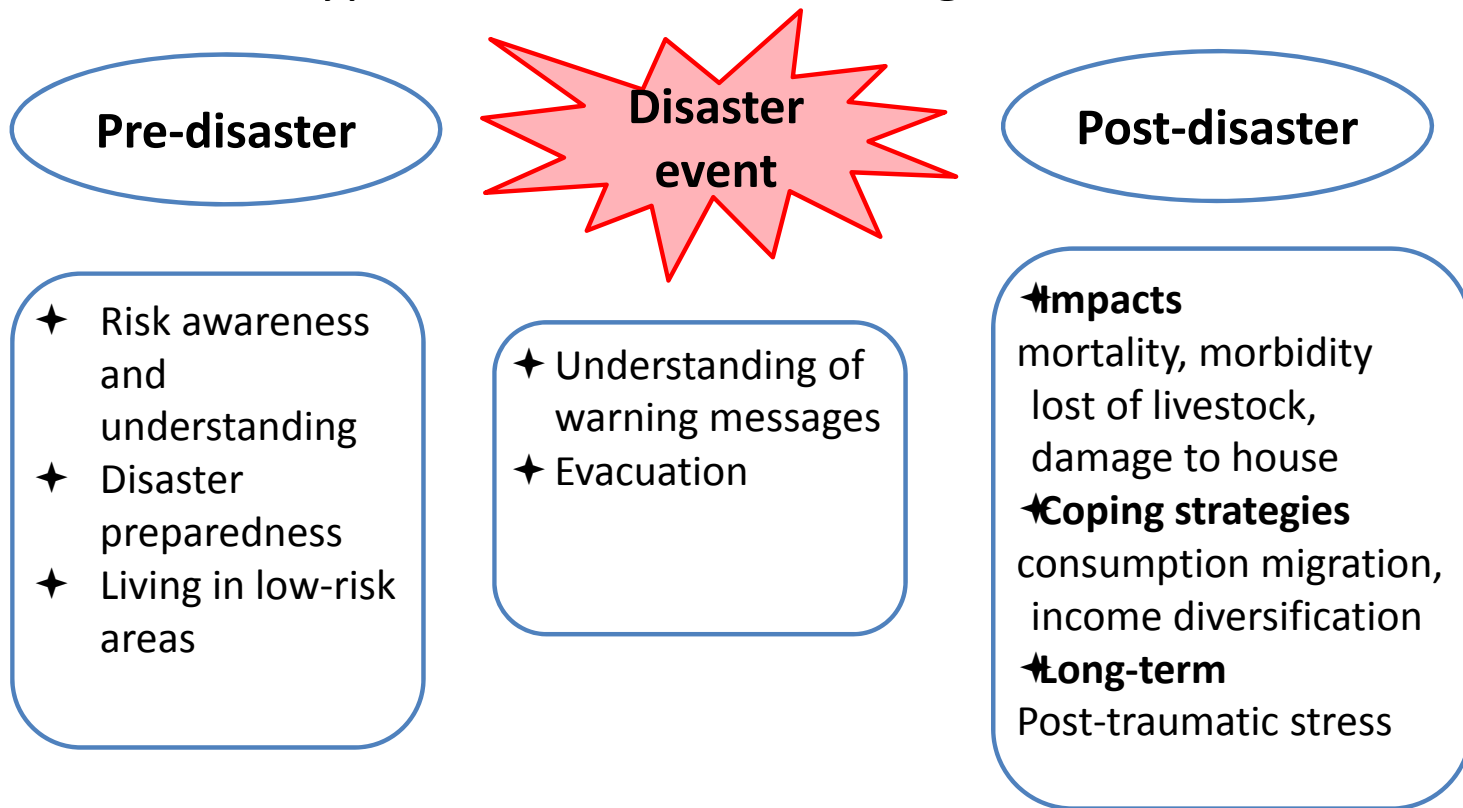 Pre-disaster
Disaster
event
Post-disaster
✦ Risk awareness
and
understanding
✦ Disaster
preparedness
✦ Living in low-risk
areas
✦ Understanding of
warning messages
✦ Evacuation
✦Impacts
mortality, morbidity
lost of livestock,
damage to house
✦Coping strategies
consumption migration,
income diversification
✦Long-term
Post-traumatic stress